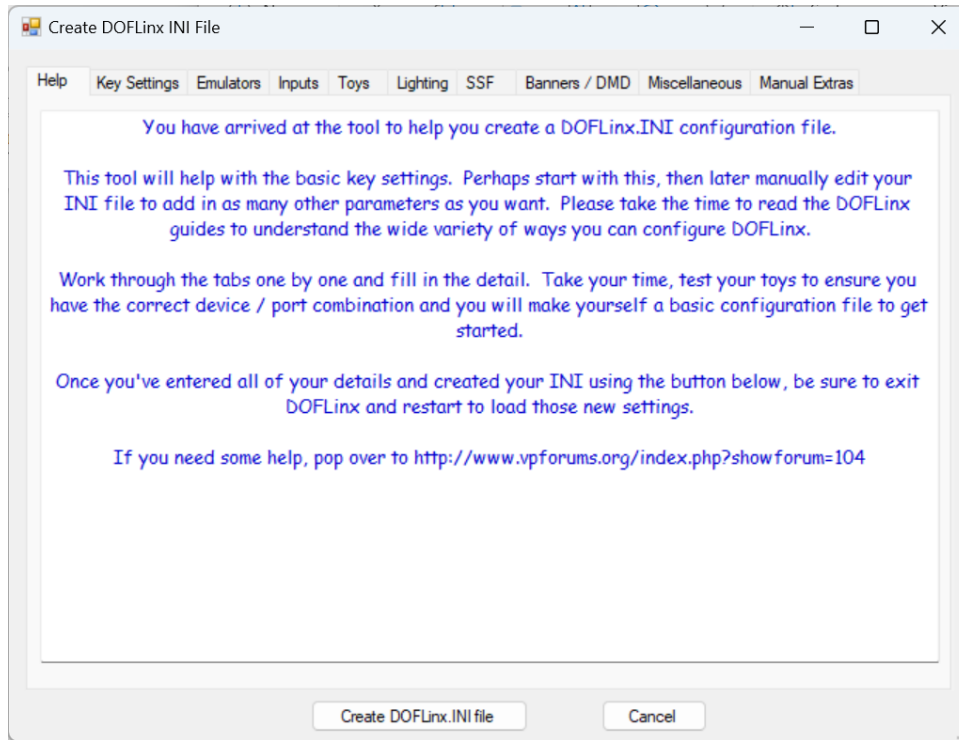 Create DOFLinx INI File
Help Key Settings Emulators Inputs Toys Lighting SSF Banners / DMD Miscellaneous Manual Extras
You have arrived at the tool to help you create a DOFLinx.INI configuration file.
This tool will help with the basic key settings. Perhaps start with this, then later manually edit your
INI file to add in as many other parameters as you want. Please take the time to read the DOFLinx
guides to understand the wide variety of ways you can configure DOFLinx.
Work through the tabs one by one and fill in the detail. Take your time, test your toys to ensure you
have the correct device / port combination and you will make yourself a basic configuration file to get
started.
Once you've entered all of your details and created your INI using the button below, be sure to exit
DOFLinx and restart to load those new settings.
If you need some help, pop over to http://www.vpforums.org/index.php?showforum=104
Create DOFLinx.INI file Cancel